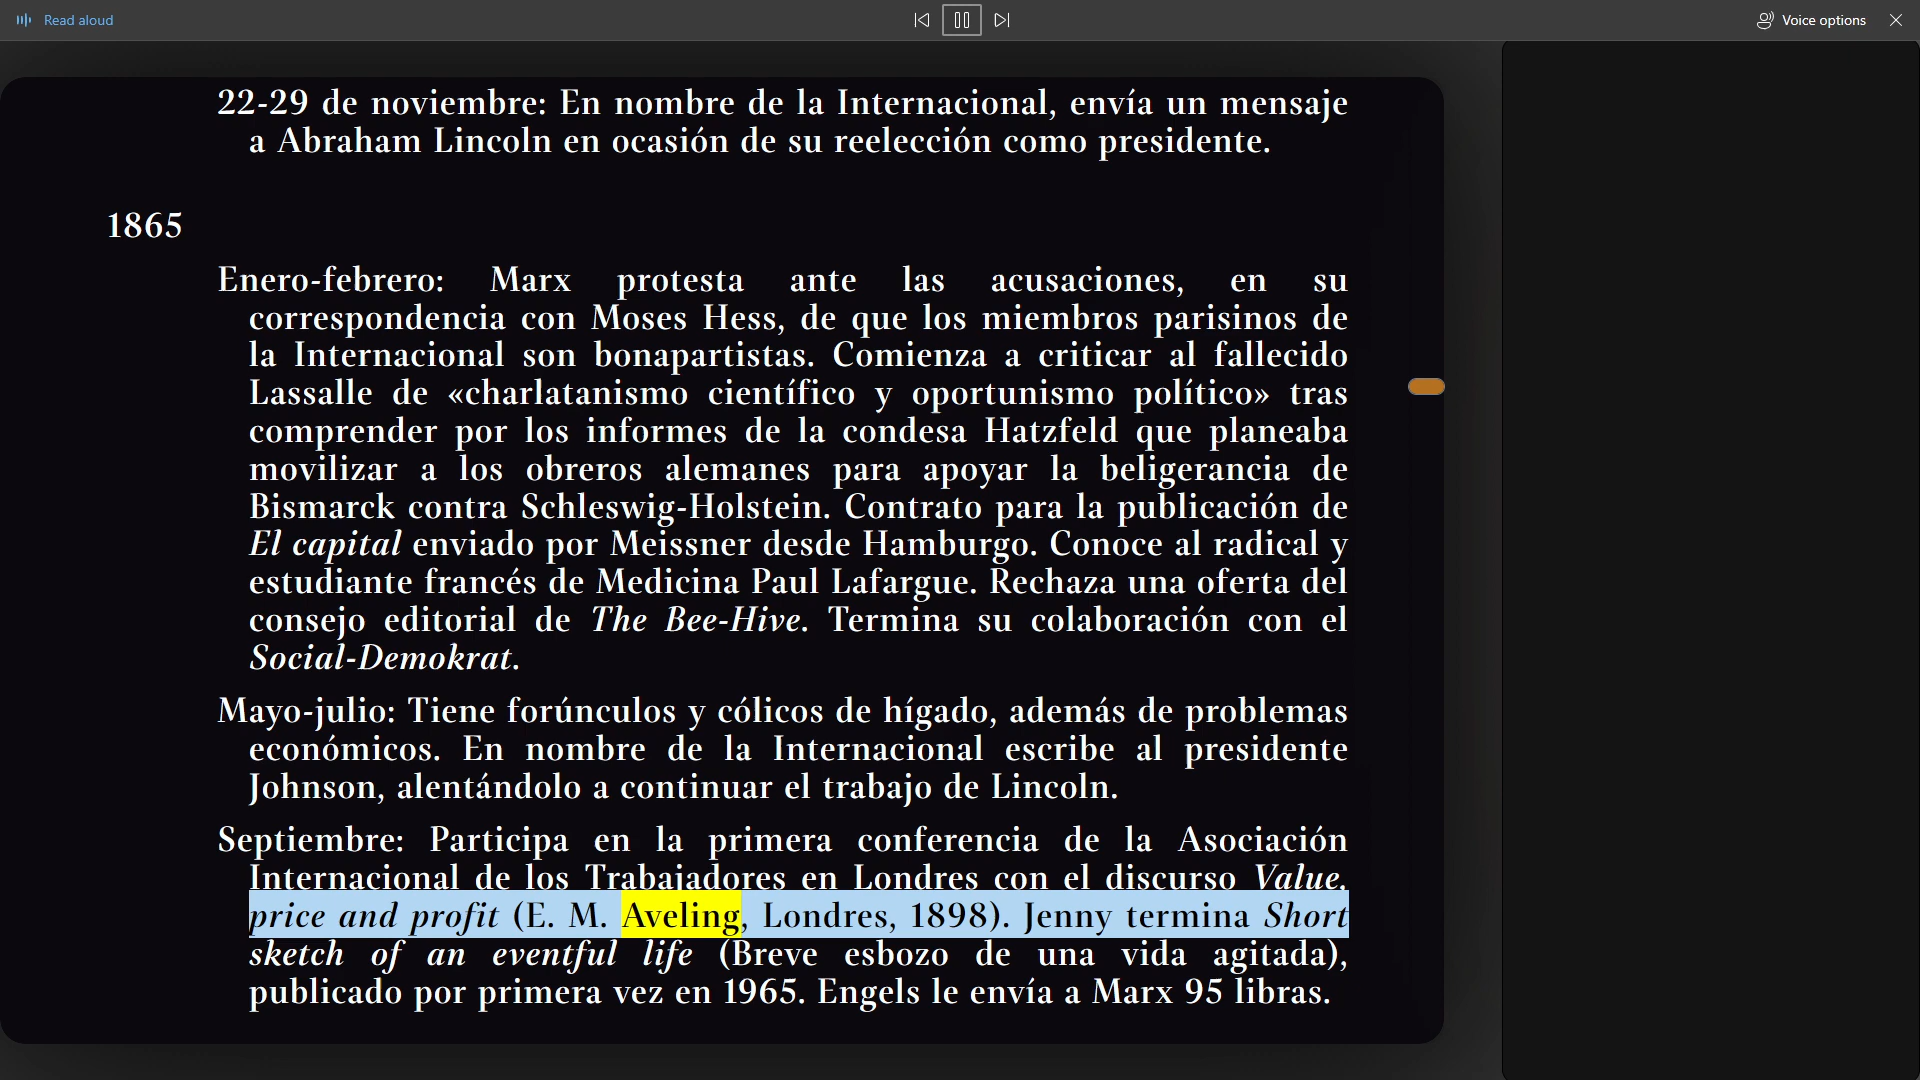 Read aloud
Voice options
22-29 de noviembre: En nombre de la Internacional, envía un mensaje
a Abraham Lincoln en ocasión de su reelección como presidente.
1865
Enero-febrero: Marx protesta ante las acusaciones, en su
correspondencia con Moses Hess, de que los miembros parisinos de
la Internacional son bonapartistas. Comienza a criticar al fallecido
Lassalle de «charlatanismo científico y oportunismo político» tras
comprender por los informes de la condesa Hatzfeld que planeaba
movilizar a los obreros alemanes para apoyar la beligerancia de
Bismarck contra Schleswig-Holstein. Contrato para la publicación de
El capital enviado por Meissner desde Hamburgo. Conoce al radical y
estudiante francés de Medicina Paul Lafargue. Rechaza una oferta del
consejo editorial de The Bee-Hive. Termina su colaboración con el
Social-Demokrat.
Mayo-julio: Tiene forúnculos y cólicos de hígado, además de problemas
económicos. En nombre de la Internacional escribe al presidente
Johnson, alentándolo a continuar el trabajo de Lincoln.
Septiembre: Participa en la primera conferencia de la Asociación
Internacional de los Trabajadores en Londres con el discurso Value,
price and profit (E. M. Aveling, Londres, 1898). Jenny termina Short
sketch of an eventful life (Breve esbozo de una vida agitada),
publicado por primera vez en 1965. Engels le envía a Marx 95 libras.